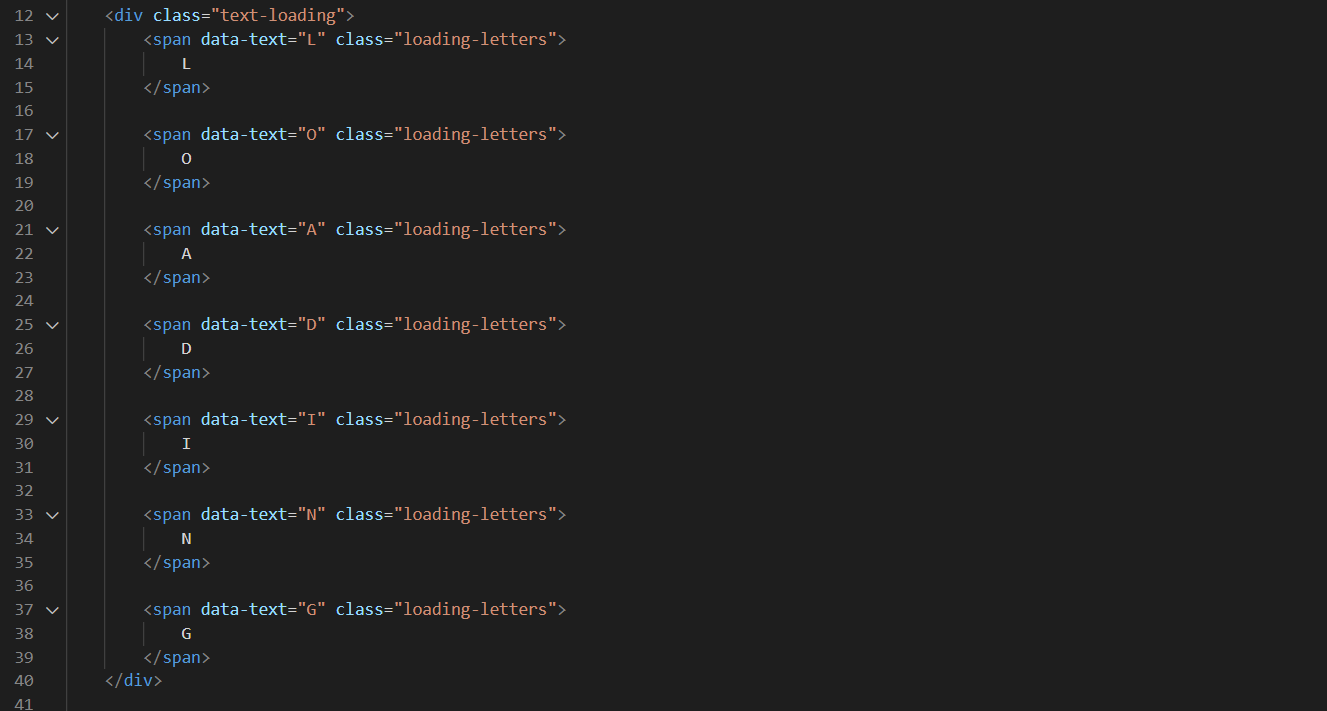 12 <div class="text-loading">
13 <span data-text="L" class="loading-letters">
14 L
15 </span>
16
17 <span data-text="O" class="loading-letters">
18 O
19 </span>
20
21 <span data-text="A" class="loading-letters">
22 A
23 </span>
24
25 <span data-text="D" class="loading-letters">
26 D
27 </span>
28
29 <span data-text="I" class="loading-letters">
30 I
31 </span>
32
33 <span data-text="N" class="loading-letters">
34 N
35 </span>
36
37 <span data-text="G" class="loading-letters">
38 G
39 </span>
40 </div>
41